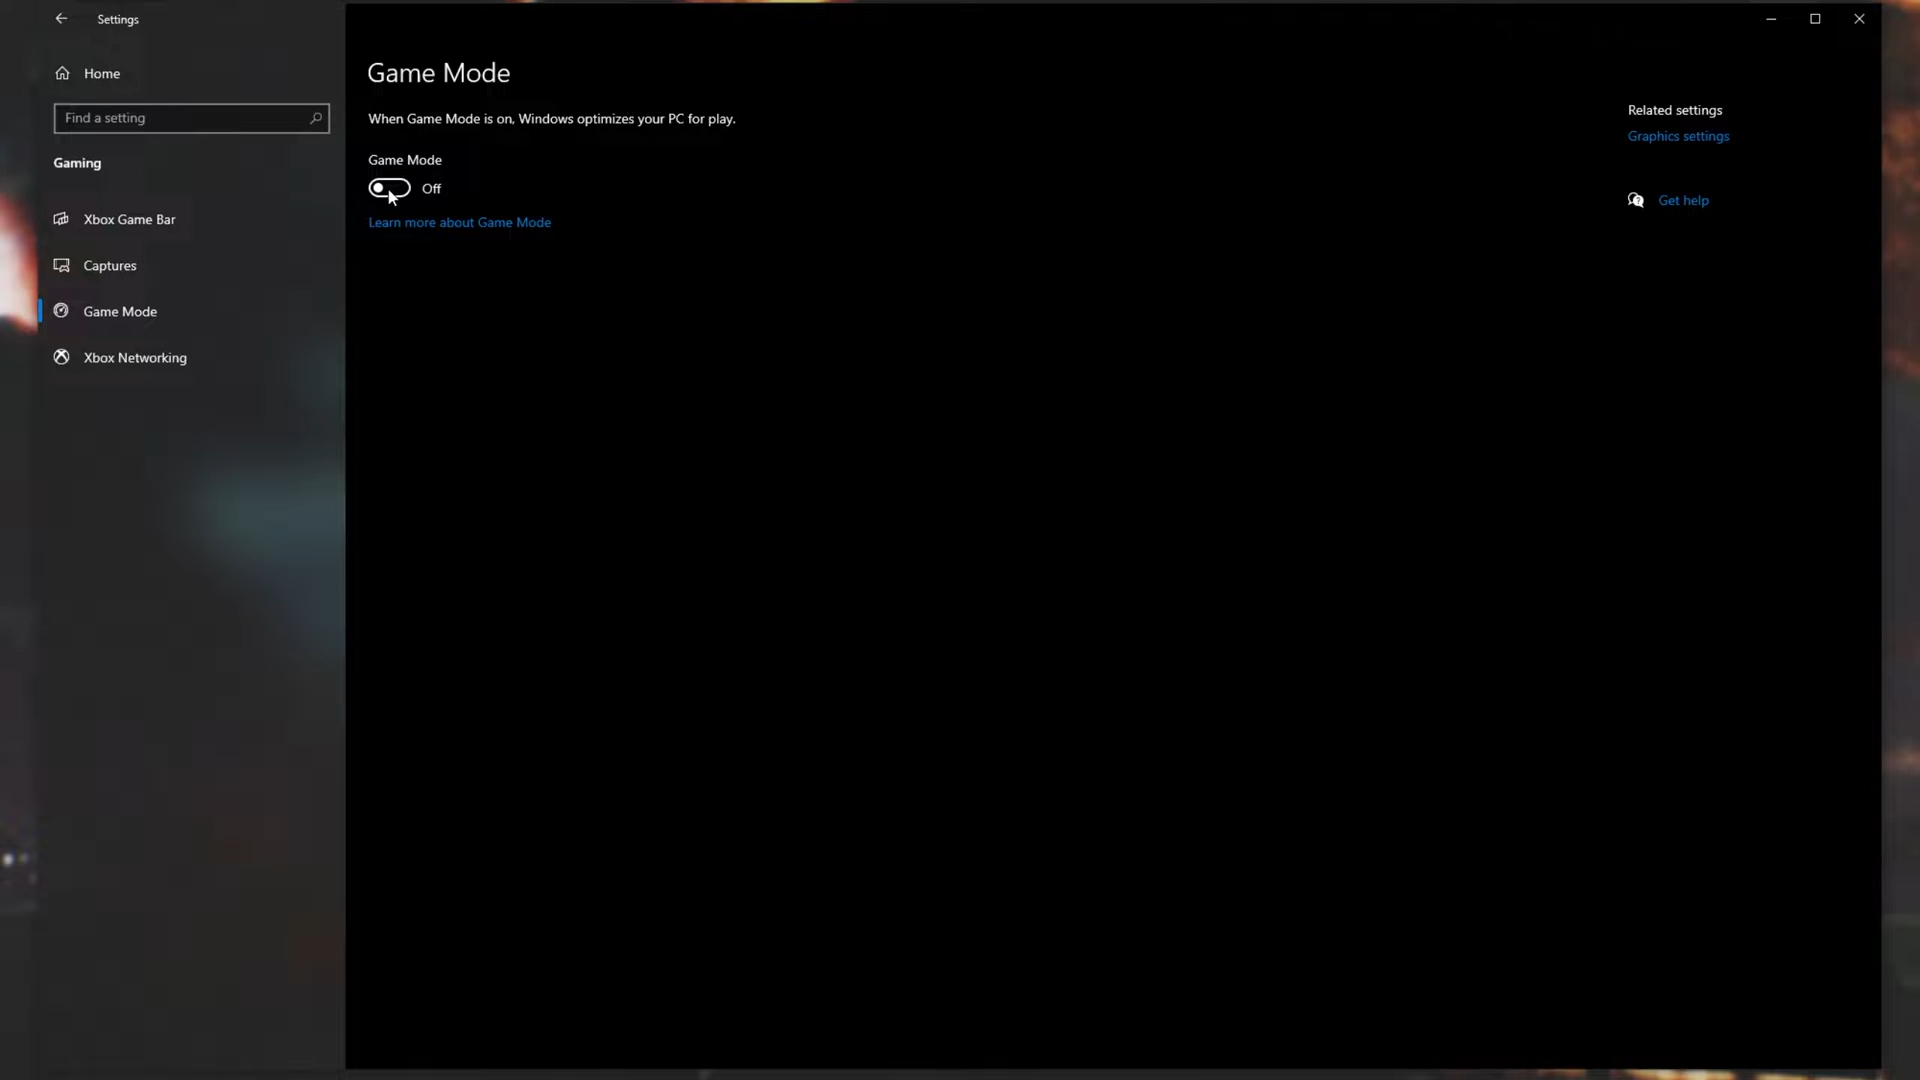 Settings
Home
Find a setting
Gaming
Xbox Game Bar
Captures
Game Mode
Xbox Networking
Game Mode
When Game Mode is on, Windows optimizes your PC for play.
Game Mode
Off
Learn more about Game Mode
Related settings
Graphics settings
Get help